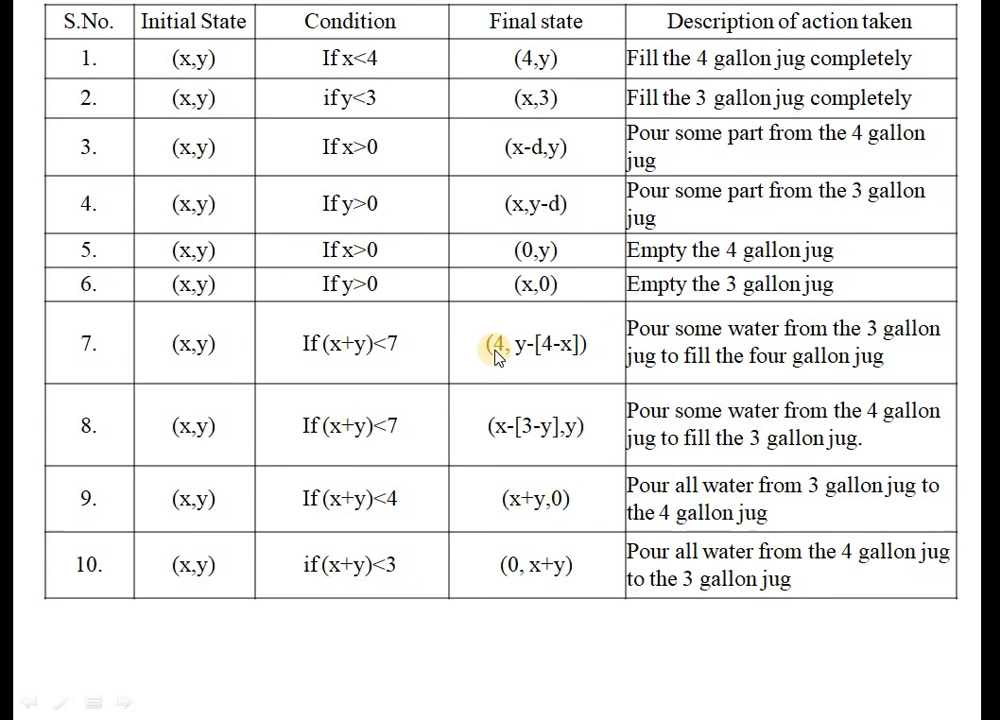 S.No. Initial State Condition Final state Description of action taken
1. (x,y) If x<4 (4,y) Fill the 4 gallon jug completely
2. (x,y) if y<3 (x,3) Fill the 3 gallon jug completely
3. (x,y) If x>0 (x-d,y) Pour some part from the 4 gallon
jug
4. (x,y) If y>0 (x,y-d) Pour some part from the 3 gallon
jug
5. (x,y) If x>0 (0,y) Empty the 4 gallon jug
6. (x,y) If y>0 (x,0) Empty the 3 gallon jug
7. (x,y) If (x+y)<7 (4, y-[4-x]) Pour some water from the 3 gallon
jug to fill the four gallon jug
8. (x,y) If (x+y)<7 (x-[3-y],y) Pour some water from the 4 gallon
jug to fill the 3 gallon jug.
9. (x,y) If (x+y)<4 (x+y,0) Pour all water from 3 gallon jug to
the 4 gallon jug
10. (x,y) if (x+y)<3 (0, x+y) Pour all water from the 4 gallon jug
to the 3 gallon jug